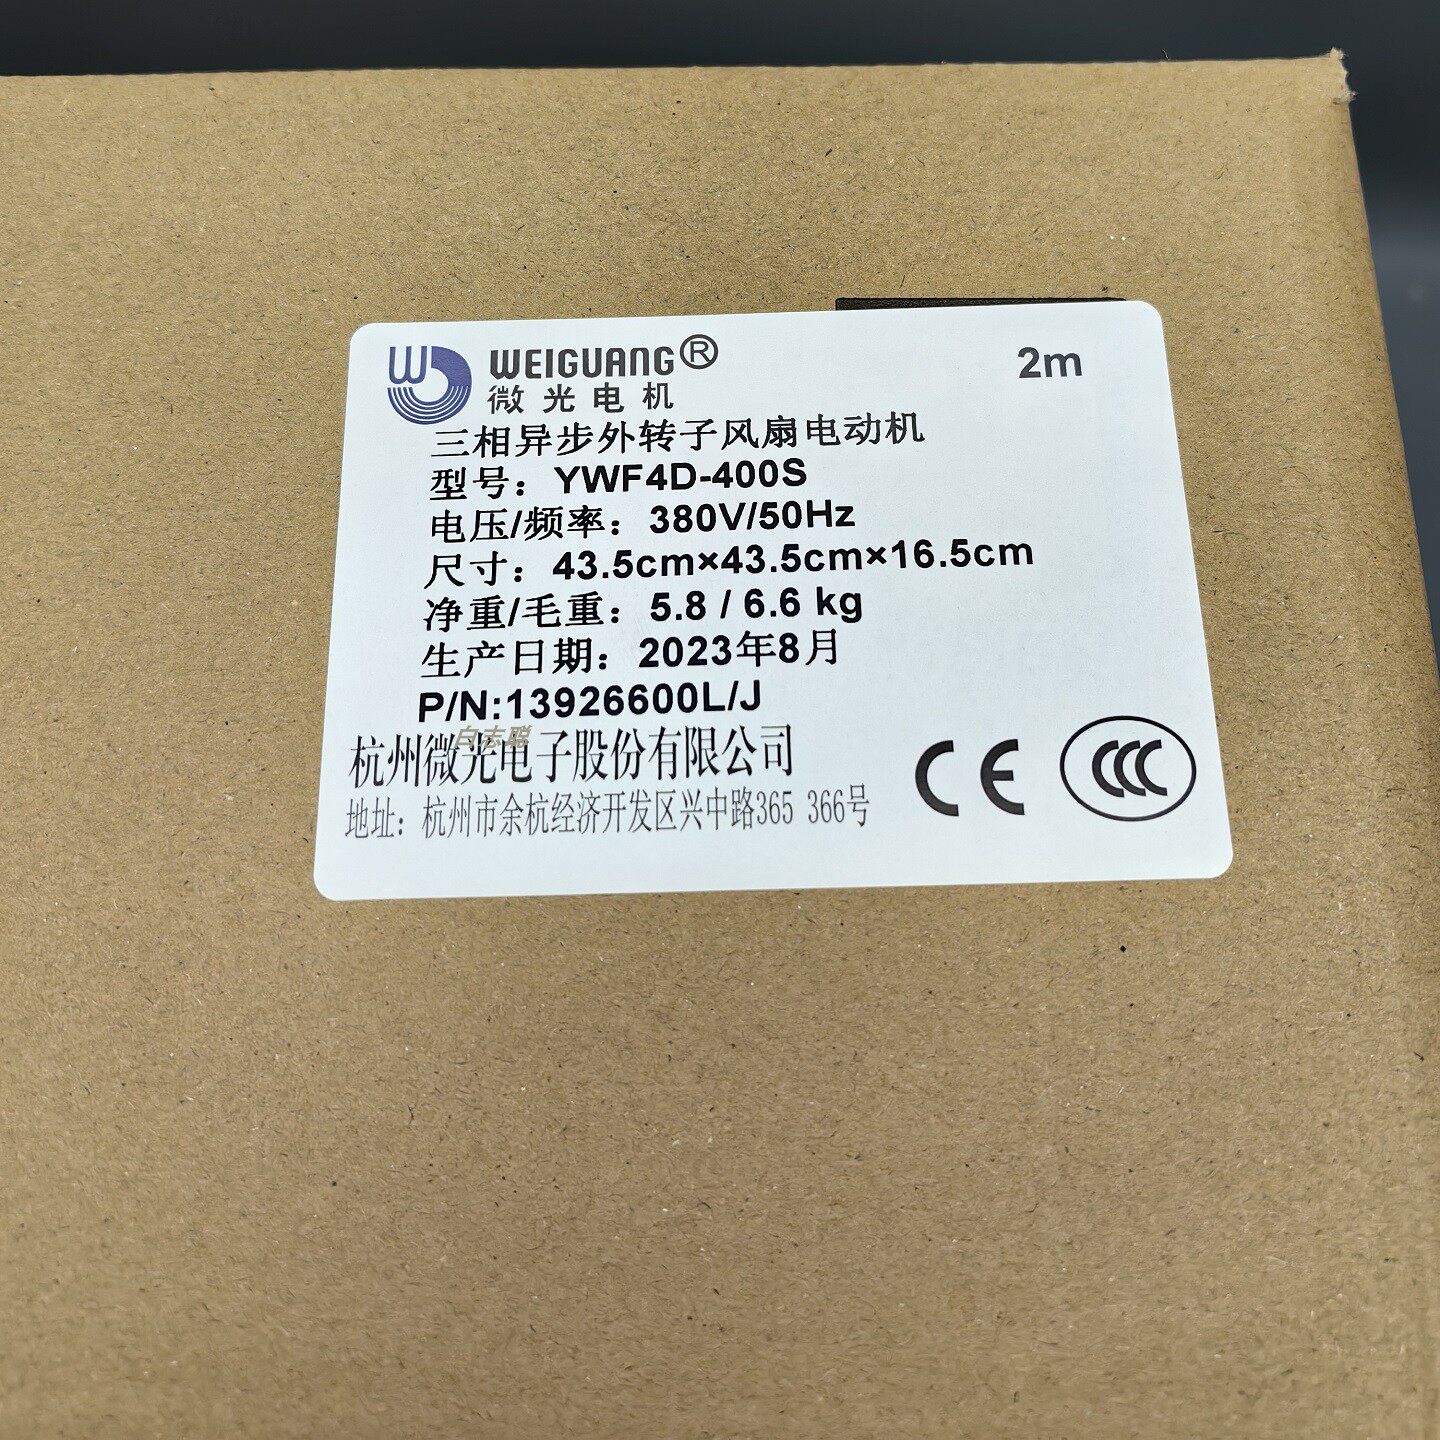 WEIGUANG®
2m
微光电机
三相异步外转子风扇电动机
型号：YWF4D-400S
电压/频率：380V/50Hz
尺寸：43.5cm×43.5cm×16.5cm
净重/毛重：5.8 / 6.6 kg
生产日期：2023年8月
P/N:13926600L/J
白志聪
杭州微光电子股份有限公司
地址：杭州市余杭经济开发区兴中路365 366号
CE
CCC